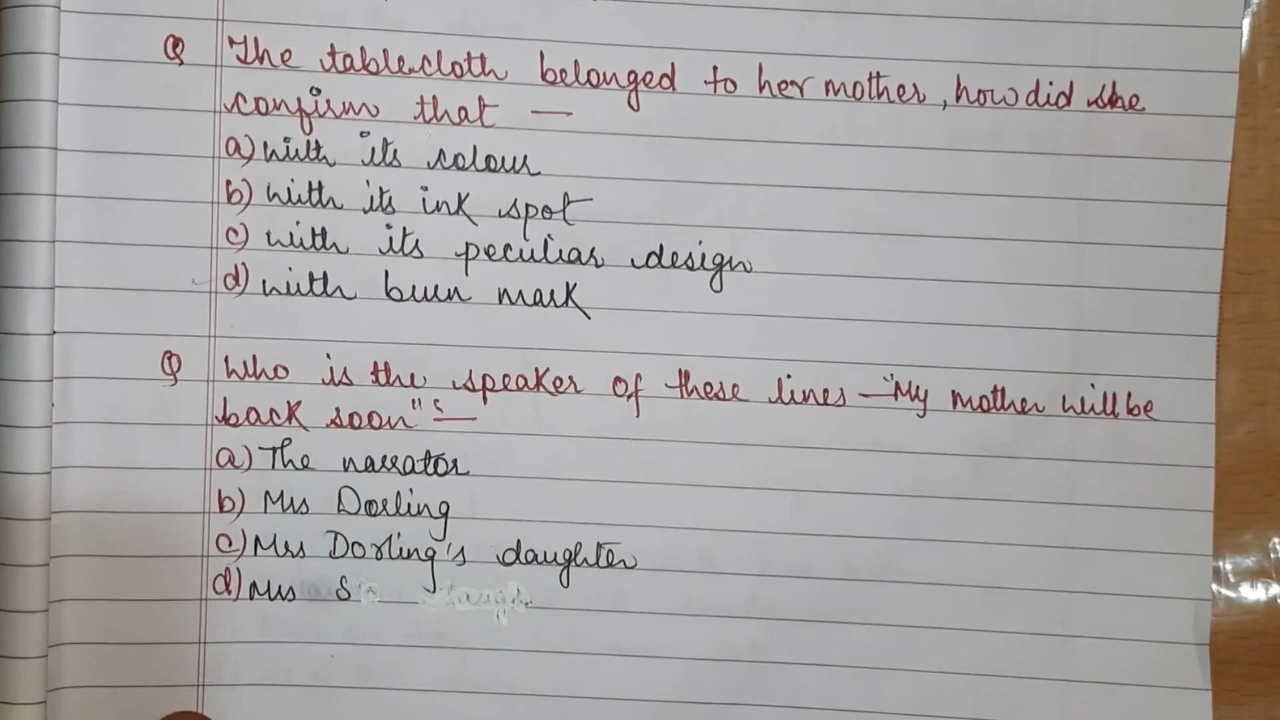 Q The tablecloth belonged to her mother, how did she
confirm that —
a) with its colour
b) with its ink spot
c) with its peculiar design
d) with burn mark
Q Who is the speaker of these lines — "My mother will be
back soon" —
a) The narrator
b) Mrs Dorling
c) Mrs Dorling's daughter
d) Mrs S